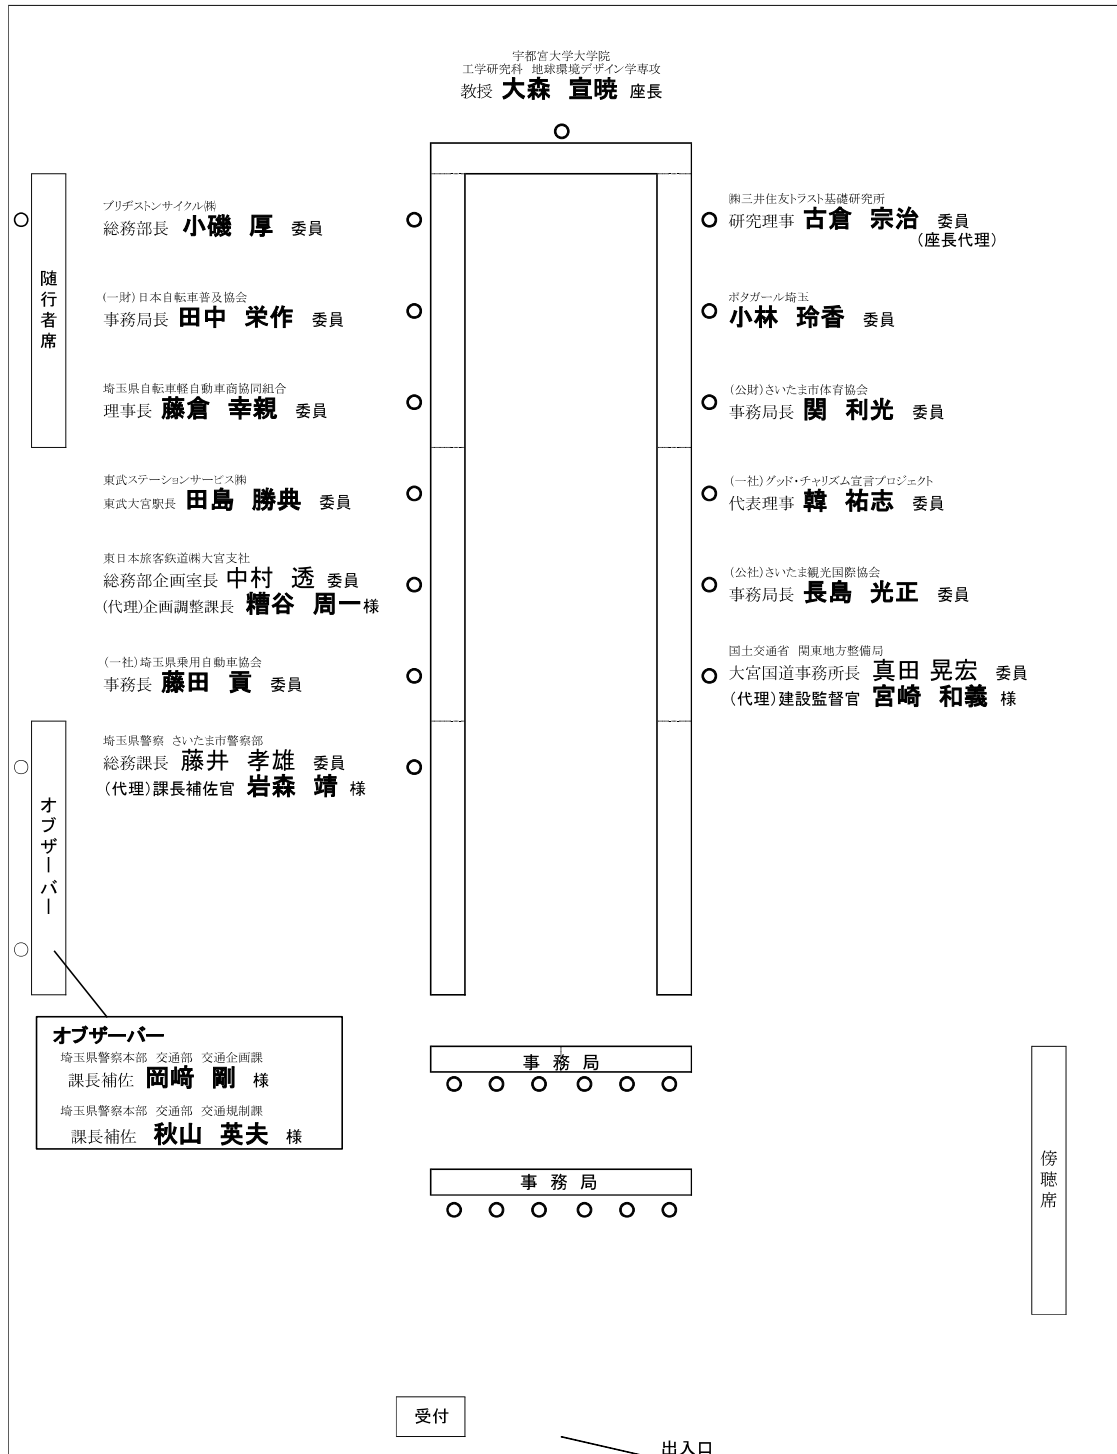 宇都宮大学大学院
工学研究科 地球環境デザイン学専攻
教授 大森 宣暁 座長
随行者席
ブリヂストンサイクル㈱
総務部長 小磯 厚 委員
(一財)日本自転車普及協会
事務局長 田中 栄作 委員
埼玉県自転車軽自動車商協同組合
理事長 藤倉 幸親 委員
東武ステーションサービス㈱
東武大宮駅長 田島 勝典 委員
東日本旅客鉄道㈱大宮支社
総務部企画室長 中村 透 委員
(代理)企画調整課長 糟谷 周一様
(一社)埼玉県乗用自動車協会
事務長 藤田 貢 委員
埼玉県警察 さいたま市警察部
総務課長 藤井 孝雄 委員
(代理)課長補佐官 岩森 靖 様
㈱三井住友トラスト基礎研究所
研究理事 古倉 宗治 委員
(座長代理)
ポタガール埼玉
小林 玲香 委員
(公財)さいたま市体育協会
事務局長 関 利光 委員
(一社)グッド・チャリズム宣言プロジェクト
代表理事 韓 祐志 委員
(公社)さいたま観光国際協会
事務局長 長島 光正 委員
国土交通省 関東地方整備局
大宮国道事務所長 真田 晃宏 委員
(代理)建設監督官 宮崎 和義 様
オブザーバー
オブザーバー
埼玉県警察本部 交通部 交通企画課
課長補佐 岡﨑 剛 様
埼玉県警察本部 交通部 交通規制課
課長補佐 秋山 英夫 様
事務局
事務局
傍聴席
受付
出入口